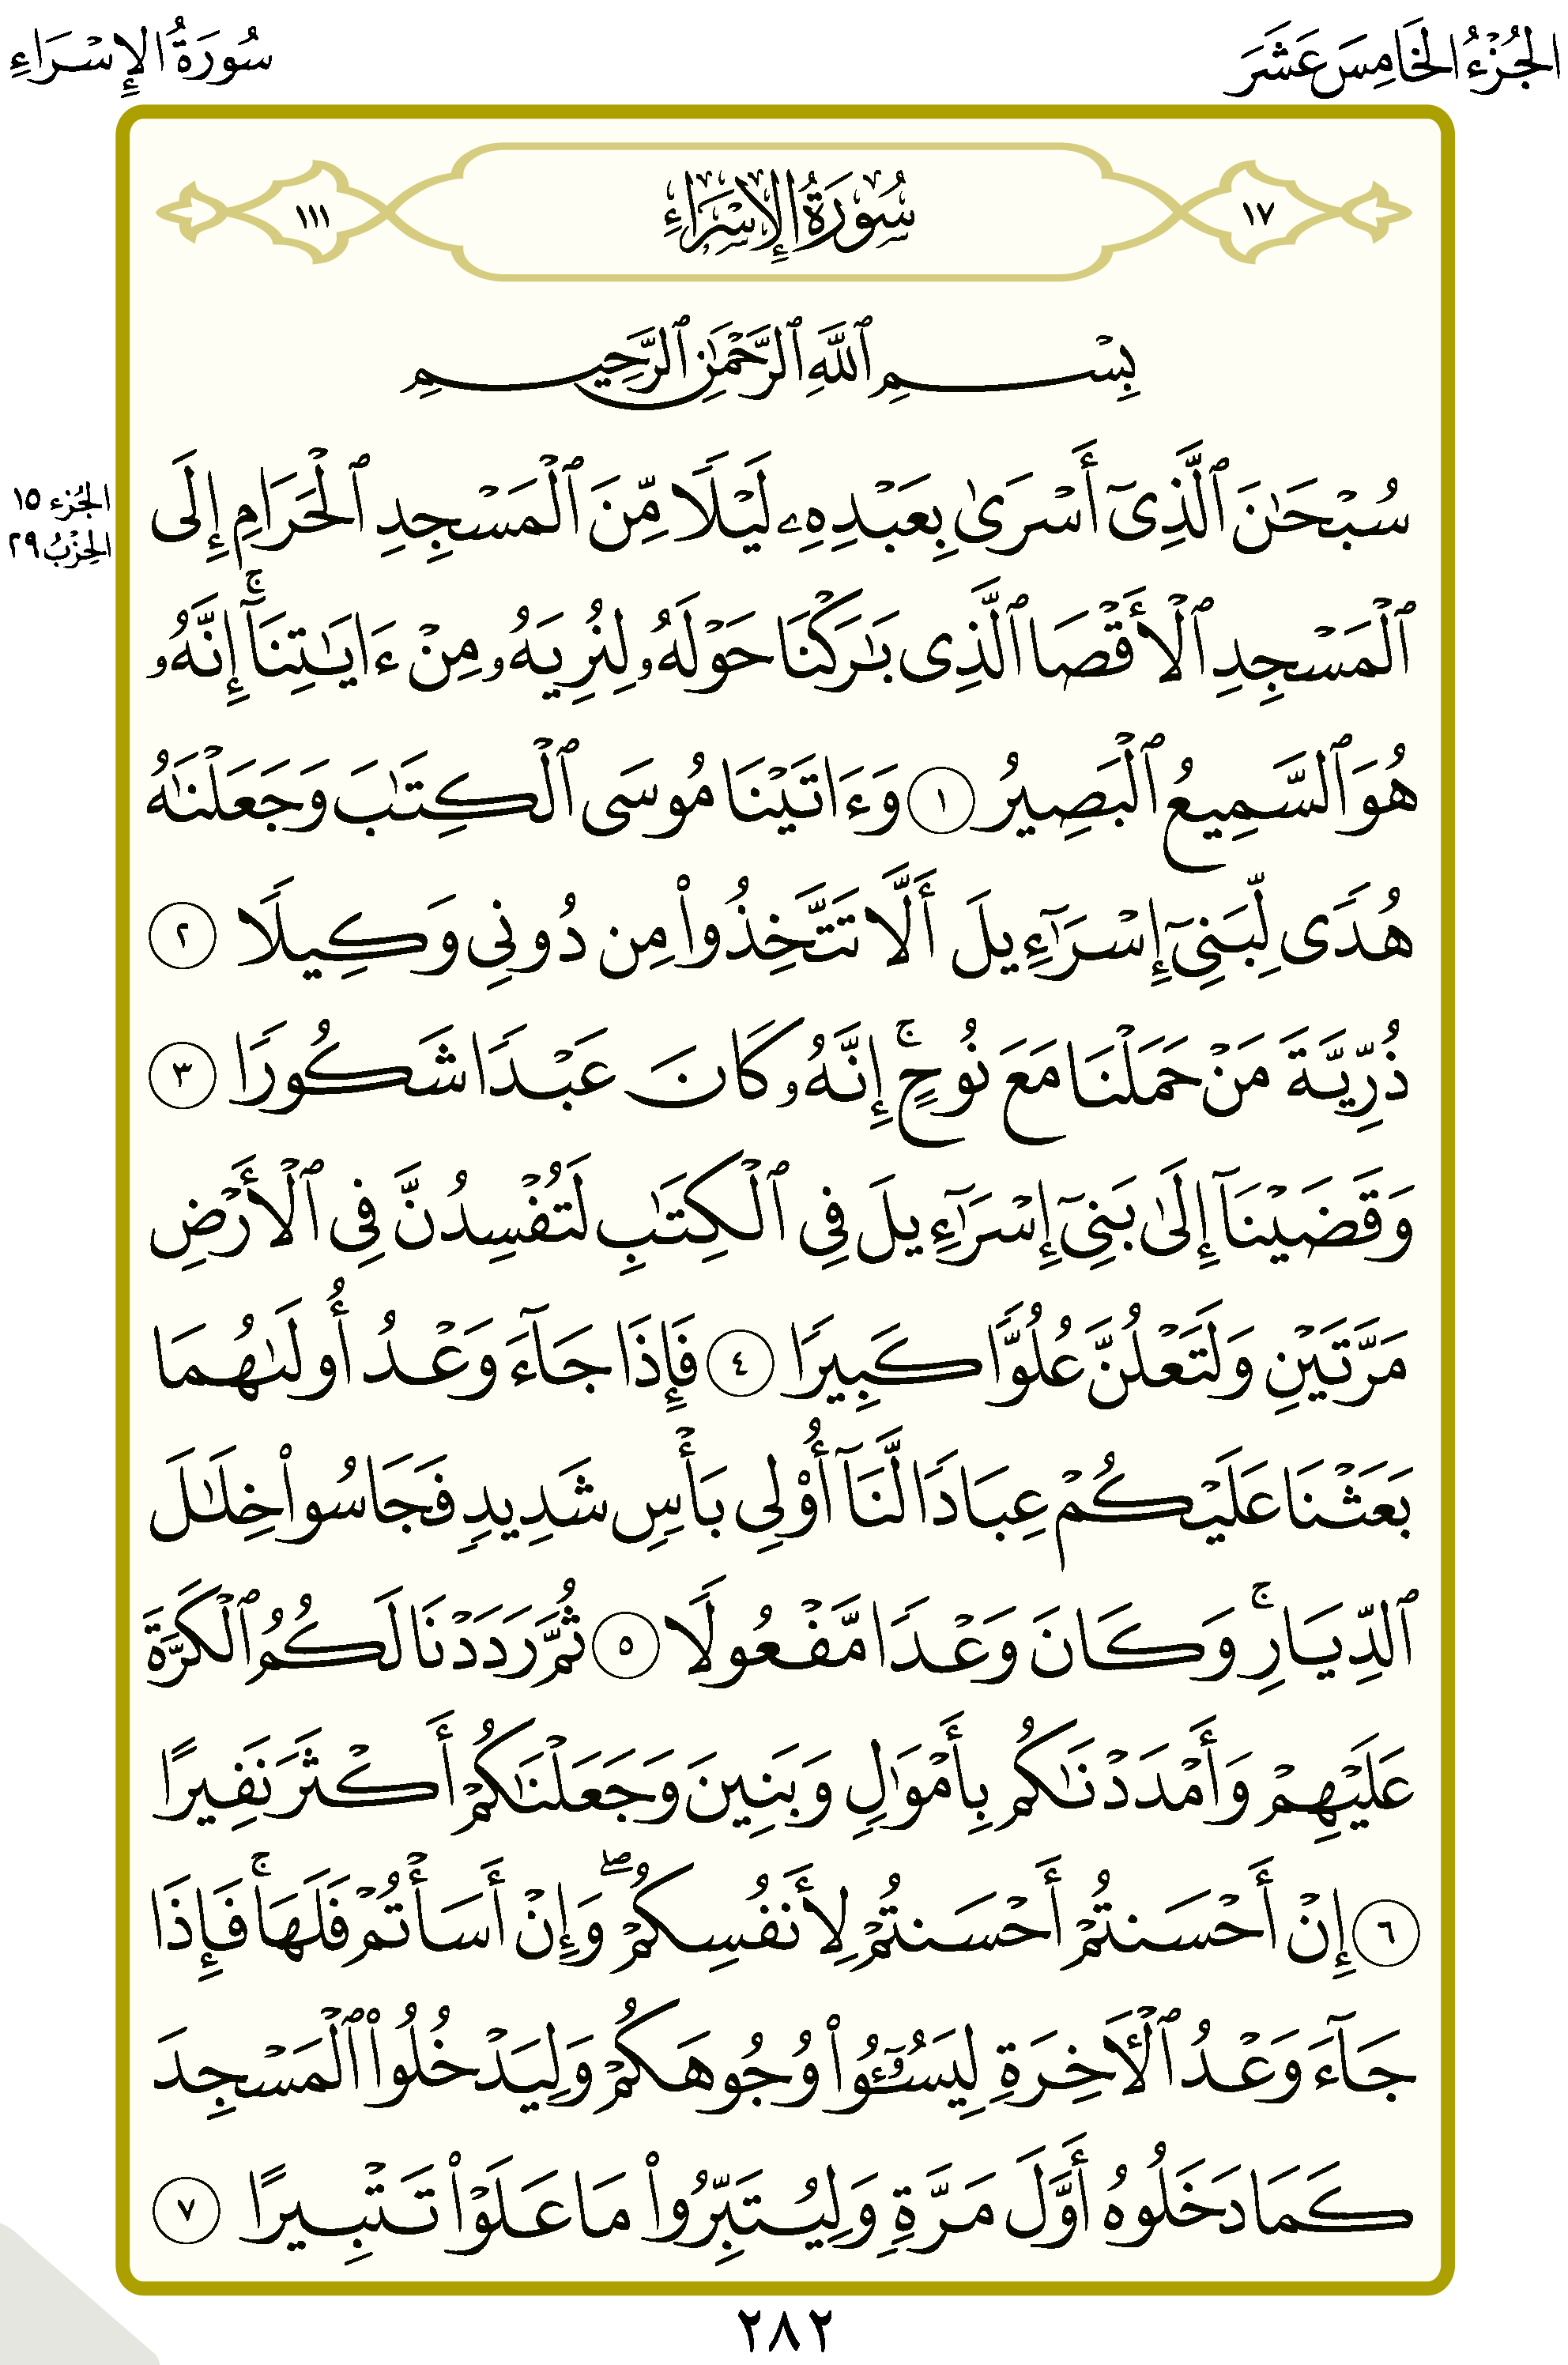 الجُزْءُ الخَامِسَ عَشَرَ
سُورَةُ الإِسْرَاءِ
١٧
سُورَةُ الإِسْرَاءِ
١١١
بِسْمِ ٱللَّهِ ٱلرَّحْمَٰنِ ٱلرَّحِيمِ
الجُزء ١٥
الحِزْبُ ٢٩
سُبْحَٰنَ ٱلَّذِىٓ أَسْرَىٰ بِعَبْدِهِۦ لَيْلًا مِّنَ ٱلْمَسْجِدِ ٱلْحَرَامِ إِلَى
ٱلْمَسْجِدِ ٱلْأَقْصَا ٱلَّذِى بَٰرَكْنَا حَوْلَهُۥ لِنُرِيَهُۥ مِنْ ءَايَٰتِنَآ ۚ إِنَّهُۥ
هُوَ ٱلسَّمِيعُ ٱلْبَصِيرُ ١ وَءَاتَيْنَا مُوسَى ٱلْكِتَٰبَ وَجَعَلْنَٰهُ
هُدًى لِّبَنِىٓ إِسْرَٰٓءِيلَ أَلَّا تَتَّخِذُوا۟ مِن دُونِى وَكِيلًا ٢
ذُرِّيَّةَ مَنْ حَمَلْنَا مَعَ نُوحٍ ۚ إِنَّهُۥ كَانَ عَبْدًا شَكُورًا ٣
وَقَضَيْنَآ إِلَىٰ بَنِىٓ إِسْرَٰٓءِيلَ فِى ٱلْكِتَٰبِ لَتُفْسِدُنَّ فِى ٱلْأَرْضِ
مَرَّتَيْنِ وَلَتَعْلُنَّ عُلُوًّا كَبِيرًا ٤ فَإِذَا جَآءَ وَعْدُ أُولَىٰهُمَا
بَعَثْنَا عَلَيْكُمْ عِبَادًا لَّنَآ أُو۟لِى بَأْسٍ شَدِيدٍ فَجَاسُوا۟ خِلَٰلَ
ٱلدِّيَارِ ۚ وَكَانَ وَعْدًا مَّفْعُولًا ٥ ثُمَّ رَدَدْنَا لَكُمُ ٱلْكَرَّةَ
عَلَيْهِمْ وَأَمْدَدْنَٰكُم بِأَمْوَٰلٍ وَبَنِينَ وَجَعَلْنَٰكُمْ أَكْثَرَ نَفِيرًا
٦ إِنْ أَحْسَنتُمْ أَحْسَنتُمْ لِأَنفُسِكُمْ ۖ وَإِنْ أَسَأْتُمْ فَلَهَا ۚ فَإِذَا
جَآءَ وَعْدُ ٱلْءَاخِرَةِ لِيَسُۥٓـُٔوا۟ وُجُوهَكُمْ وَلِيَدْخُلُوا۟ ٱلْمَسْجِدَ
كَمَا دَخَلُوهُ أَوَّلَ مَرَّةٍ وَلِيُتَبِّرُوا۟ مَا عَلَوْا۟ تَتْبِيرًا ٧
٢٨٢